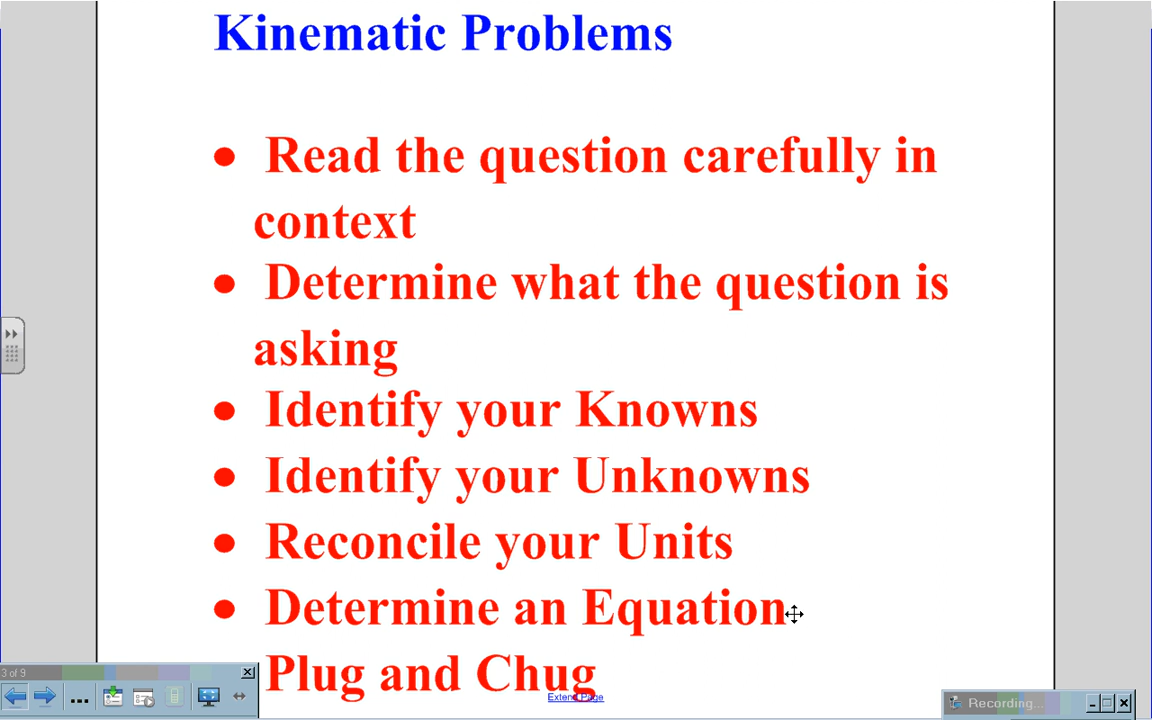 Kinematic Problems
• Read the question carefully in
context
• Determine what the question is
asking
• Identify your Knowns
• Identify your Unknowns
• Reconcile your Units
• Determine an Equation
Plug and Chug
Extend Page
3 of 9
Recording...